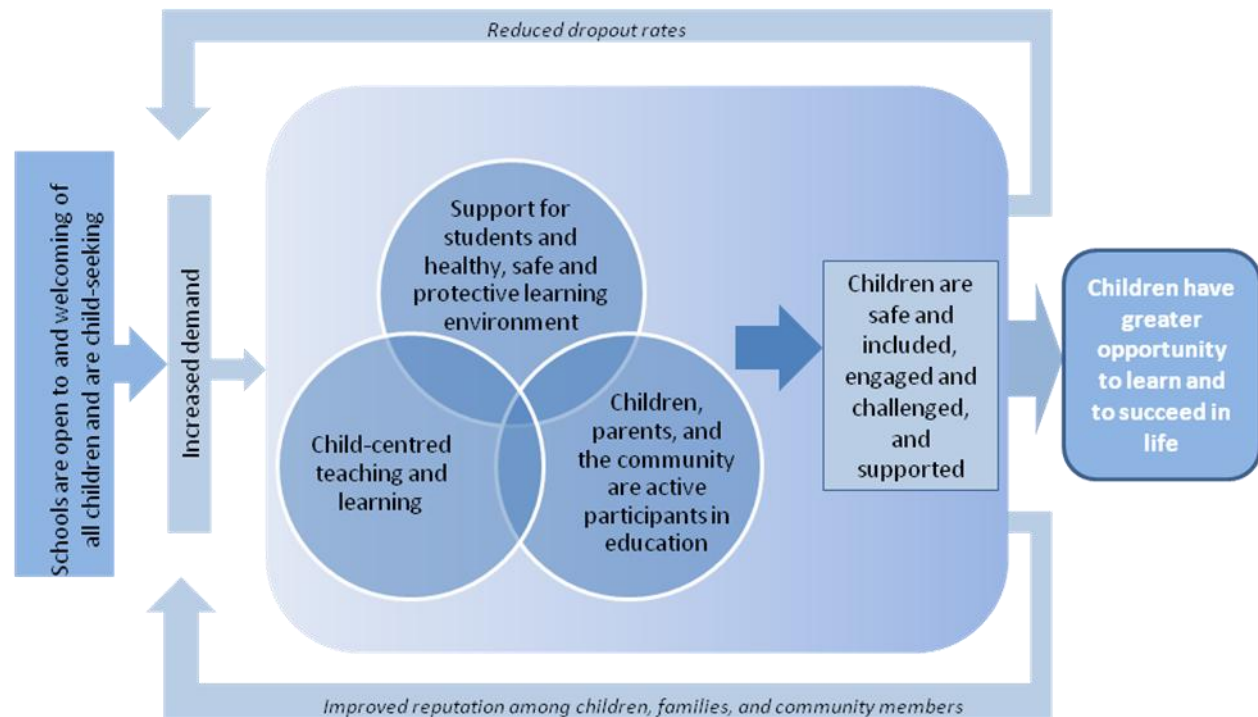 Reduced dropout rates
Schools are open to and welcoming of
all children and are child-seeking
Increased demand
Support for
students and
healthy, safe and
protective learning
environment
Child-centred
teaching and
learning
Children,
parents, and
the community
are active
participants in
education
Children are
safe and
included,
engaged and
challenged,
and
supported
Children have
greater
opportunity
to learn and
to succeed in
life
Improved reputation among children, families, and community members